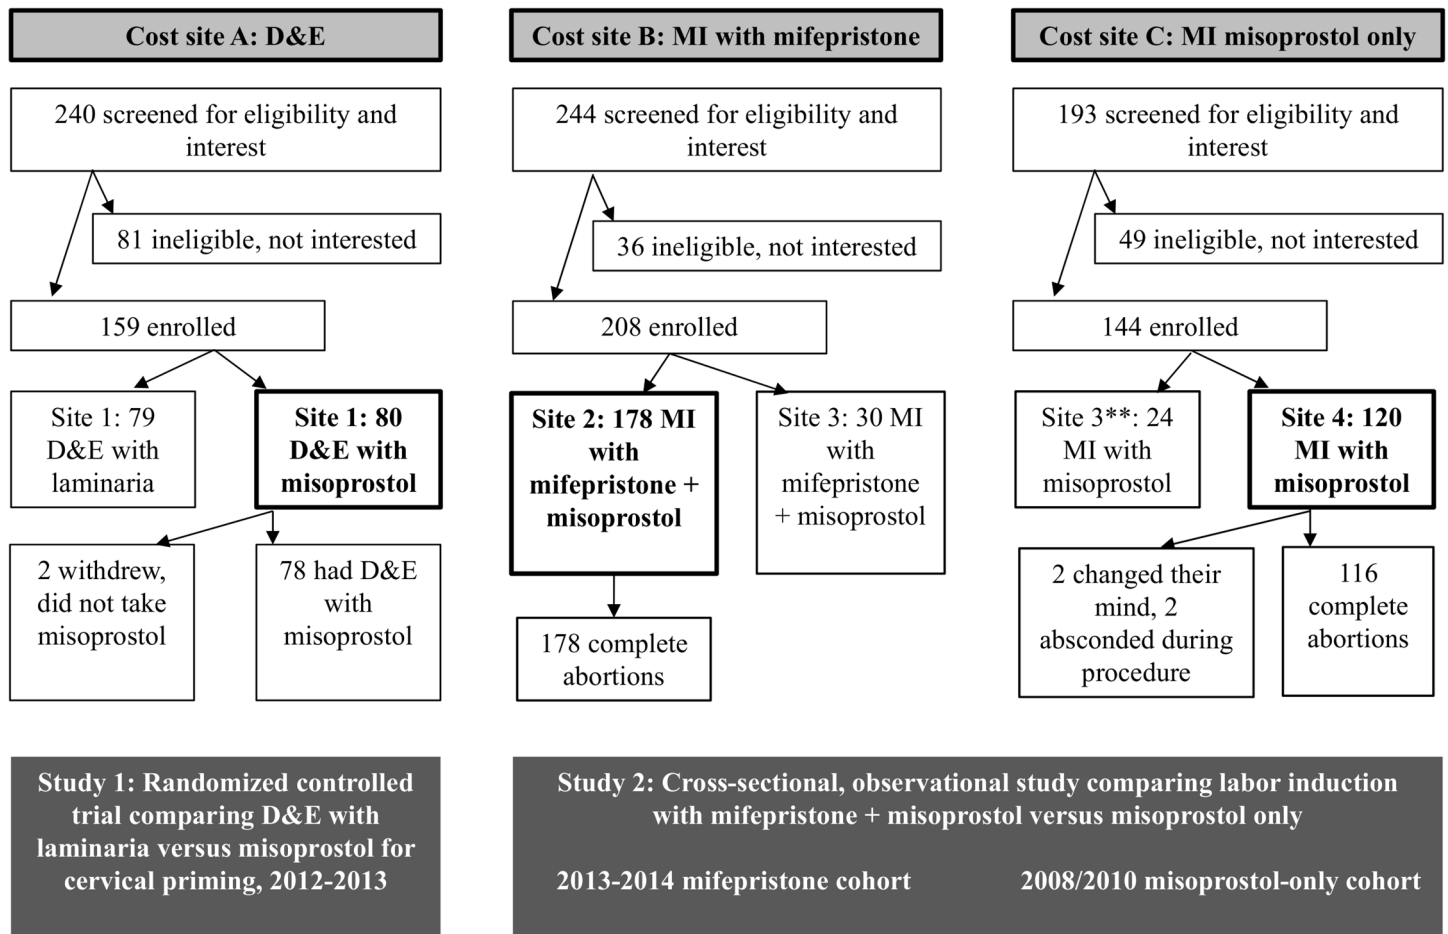 Cost site A: D&E
240 screened for eligibility and
interest
81 ineligible, not interested
159 enrolled
Site 1: 79
D&E with
laminaria
Site 1: 80
D&E with
misoprostol
2 withdrew,
did not take
misoprostol
78 had D&E
with
misoprostol
Cost site B: MI with mifepristone
244 screened for eligibility and
interest
36 ineligible, not interested
208 enrolled
Site 2: 178 MI
with
mifepristone +
misoprostol
Site 3: 30 MI
with
mifepristone
+ misoprostol
178 complete
abortions
Cost site C: MI misoprostol only
193 screened for eligibility and
interest
49 ineligible, not interested
144 enrolled
Site 3**: 24
MI with
misoprostol
Site 4: 120
MI with
misoprostol
2 changed their
mind, 2
absconded during
procedure
116
complete
abortions
Study 1: Randomized controlled
trial comparing D&E with
laminaria versus misoprostol for
cervical priming, 2012-2013
Study 2: Cross-sectional, observational study comparing labor induction
with mifepristone + misoprostol versus misoprostol only
2013-2014 mifepristone cohort
2008/2010 misoprostol-only cohort